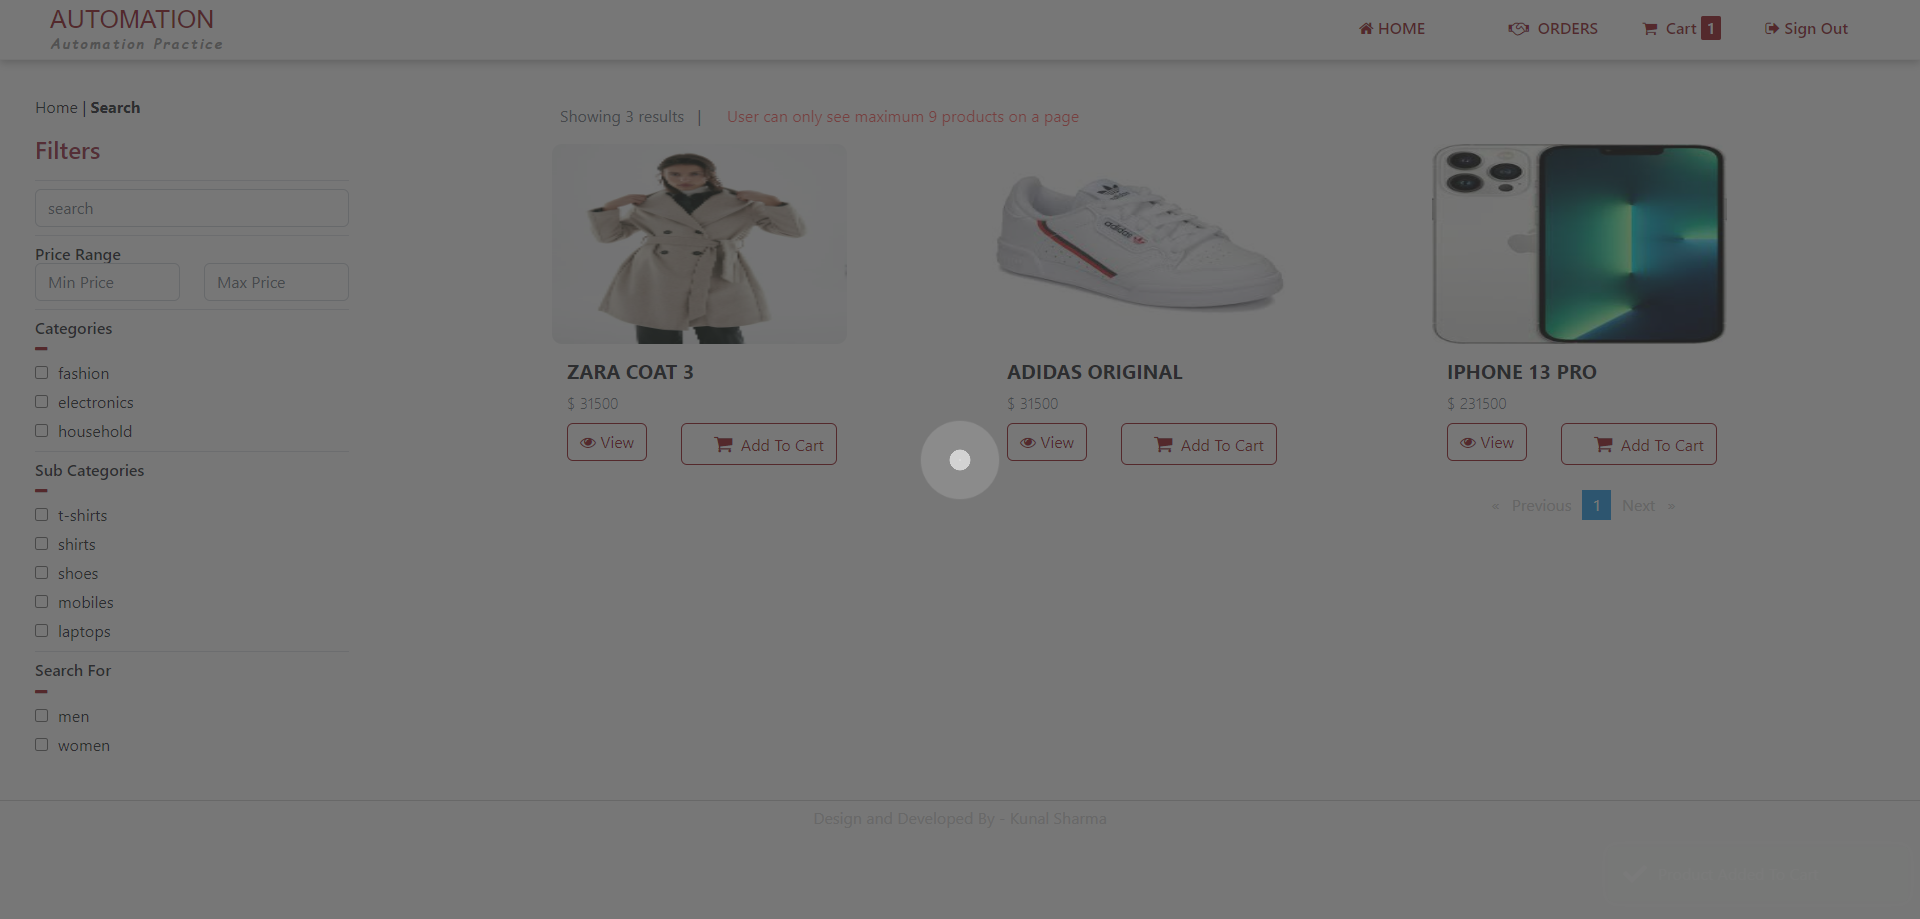 AUTOMATION
Automation Practice
HOME
ORDERS
Cart 1
Sign Out
Home | Search
Filters
search
Price Range
Min Price
Max Price
Categories
fashion
electronics
household
Sub Categories
t-shirts
shirts
shoes
mobiles
laptops
Search For
men
women
Showing 3 results |
User can only see maximum 9 products on a page
adidas
ZARA COAT 3
$ 31500
View
Add To Cart
ADIDAS ORIGINAL
$ 31500
View
Add To Cart
IPHONE 13 PRO
$ 231500
View
Add To Cart
« Previous 1 Next »
Design and Developed By - Kunal Sharma